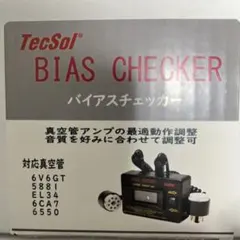 TecSol®
BIAS CHECKER
バイアスチェッカー
真空管アンプの最適動作調整
音質を好みに合わせて調整可
対応真空管
6V6GT
5881
EL34
6CA7
6550